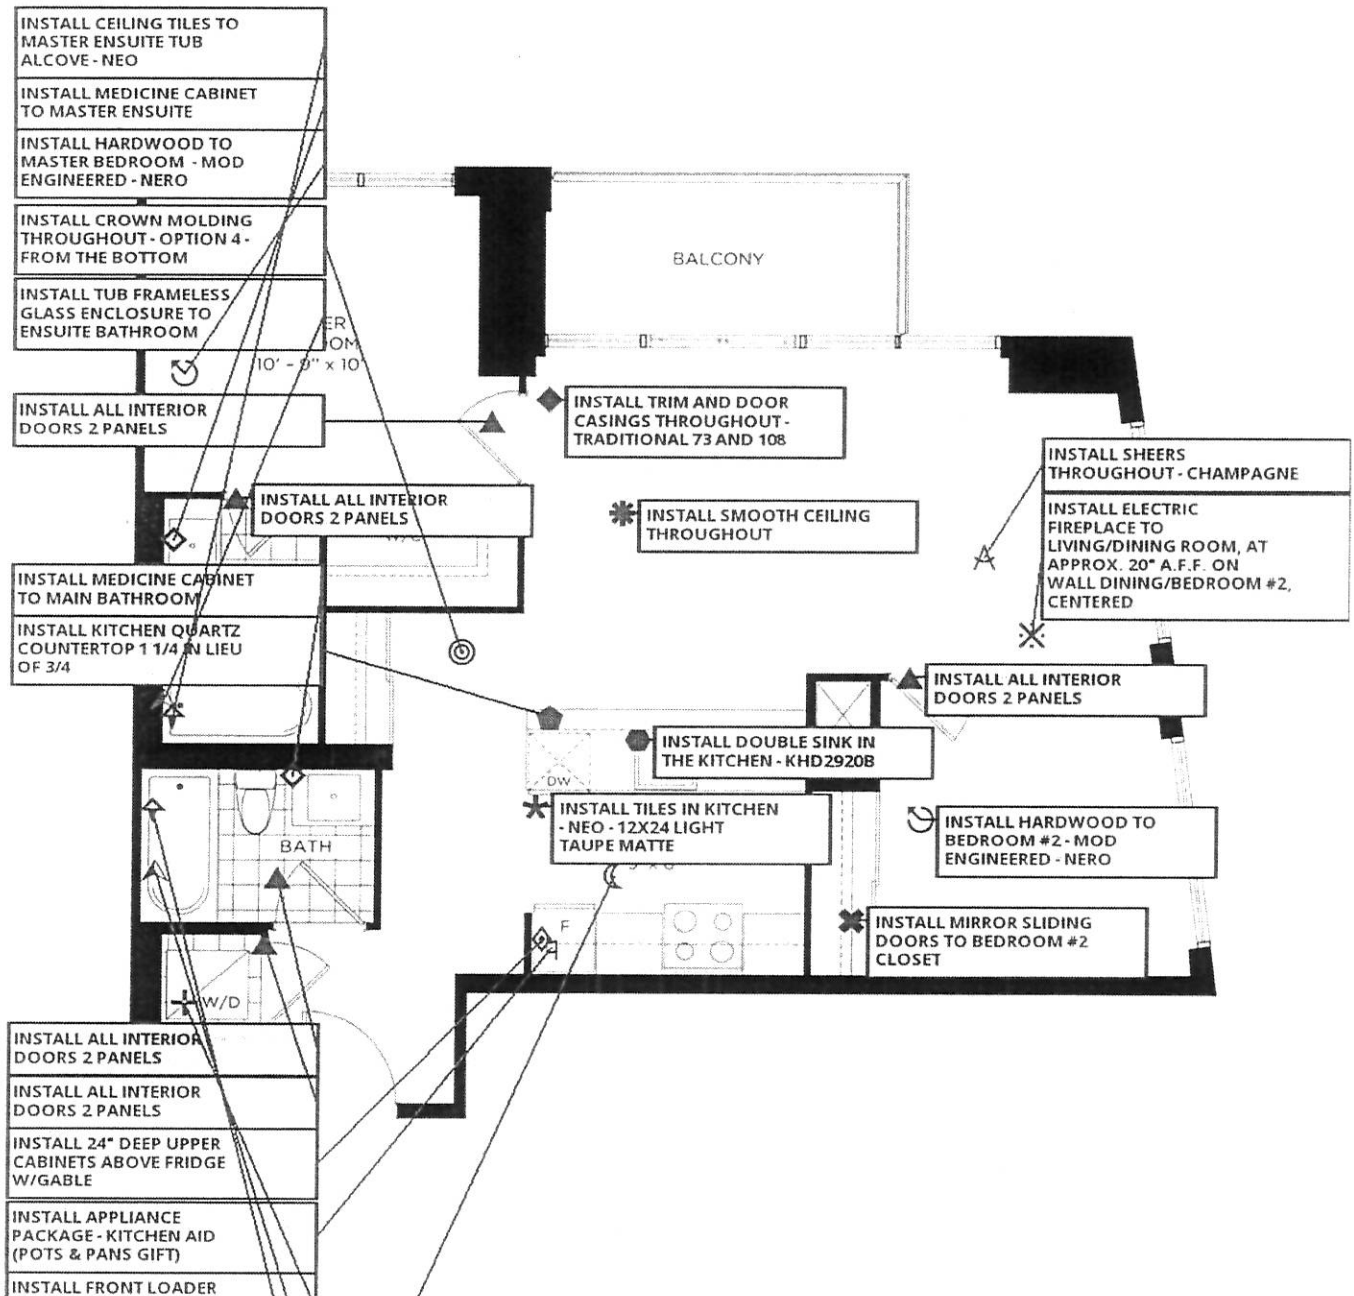 INSTALL CEILING TILES TO
MASTER ENSUITE TUB
ALCOVE - NEO
INSTALL MEDICINE CABINET
TO MASTER ENSUITE
INSTALL HARDWOOD TO
MASTER BEDROOM - MOD
ENGINEERED - NERO
INSTALL CROWN MOLDING
THROUGHOUT - OPTION 4 -
FROM THE BOTTOM
INSTALL TUB FRAMELESS
GLASS ENCLOSURE TO
ENSUITE BATHROOM
BALCONY
ER
OM
10' - 9" x 10'
INSTALL ALL INTERIOR
DOORS 2 PANELS
INSTALL TRIM AND DOOR
CASINGS THROUGHOUT -
TRADITIONAL 73 AND 108
INSTALL SHEERS
THROUGHOUT - CHAMPAGNE
INSTALL ELECTRIC
FIREPLACE TO
LIVING/DINING ROOM, AT
APPROX. 20" A.F.F. ON
WALL DINING/BEDROOM #2,
CENTERED
INSTALL ALL INTERIOR
DOORS 2 PANELS
INSTALL SMOOTH CEILING
THROUGHOUT
INSTALL MEDICINE CABINET
TO MAIN BATHROOM
INSTALL KITCHEN QUARTZ
COUNTERTOP 1 1/4 IN LIEU
OF 3/4
INSTALL ALL INTERIOR
DOORS 2 PANELS
INSTALL DOUBLE SINK IN
THE KITCHEN - KHD2920B
DW
INSTALL TILES IN KITCHEN
- NEO - 12X24 LIGHT
TAUPE MATTE
INSTALL HARDWOOD TO
BEDROOM #2 - MOD
ENGINEERED - NERO
BATH
F
INSTALL MIRROR SLIDING
DOORS TO BEDROOM #2
CLOSET
W/D
INSTALL ALL INTERIOR
DOORS 2 PANELS
INSTALL ALL INTERIOR
DOORS 2 PANELS
INSTALL 24" DEEP UPPER
CABINETS ABOVE FRIDGE
W/GABLE
INSTALL APPLIANCE
PACKAGE - KITCHEN AID
(POTS & PANS GIFT)
INSTALL FRONT LOADER